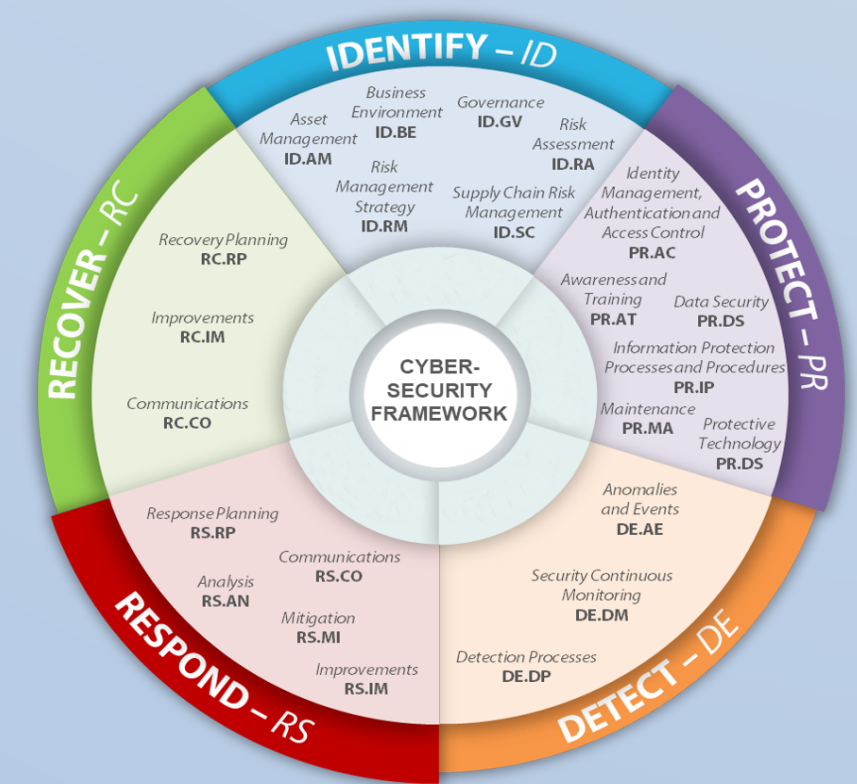 IDENTIFY – ID
Asset
Management
ID.AM
Business
Environment
ID.BE
Governance
ID.GV
Risk
Assessment
ID.RA
Risk
Management
Strategy
ID.RM
Supply Chain Risk
Management
ID.SC
PROTECT – PR
Identity
Management,
Authentication and
Access Control
PR.AC
Awareness and
Training
PR.AT
Data Security
PR.DS
Information Protection
Processes and Procedures
PR.IP
Maintenance
PR.MA
Protective
Technology
PR.DS
DETECT – DE
Anomalies
and Events
DE.AE
Security Continuous
Monitoring
DE.DM
Detection Processes
DE.DP
RESPOND – RS
Response Planning
RS.RP
Communications
RS.CO
Analysis
RS.AN
Mitigation
RS.MI
Improvements
RS.IM
RECOVER – RC
Recovery Planning
RC.RP
Improvements
RC.IM
Communications
RC.CO
CYBER-
SECURITY
FRAMEWORK